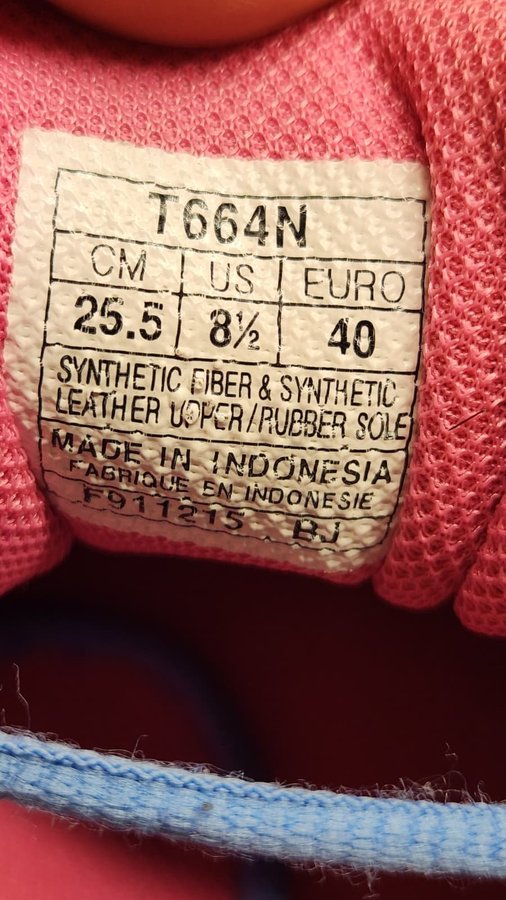 T664N
CM US EURO
25.5 8½ 40
SYNTHETIC FIBER & SYNTHETIC
LEATHER UPPER/RUBBER SOLE
MADE IN INDONESIA
FABRIQUE EN INDONESIE
F911215 BJ